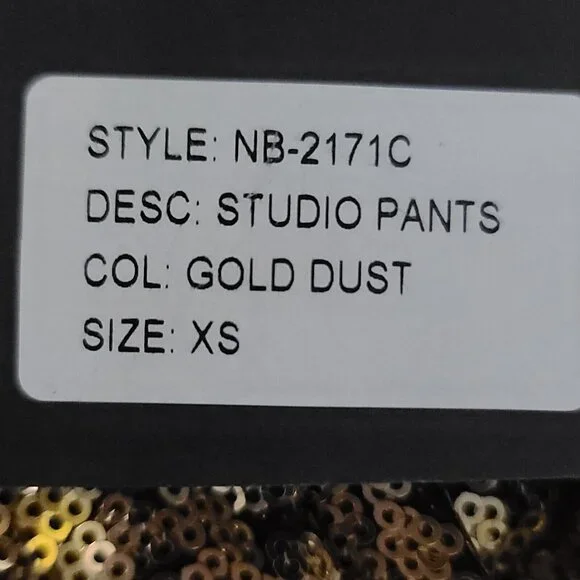 STYLE: NB-2171C
DESC: STUDIO PANTS
COL: GOLD DUST
SIZE: XS